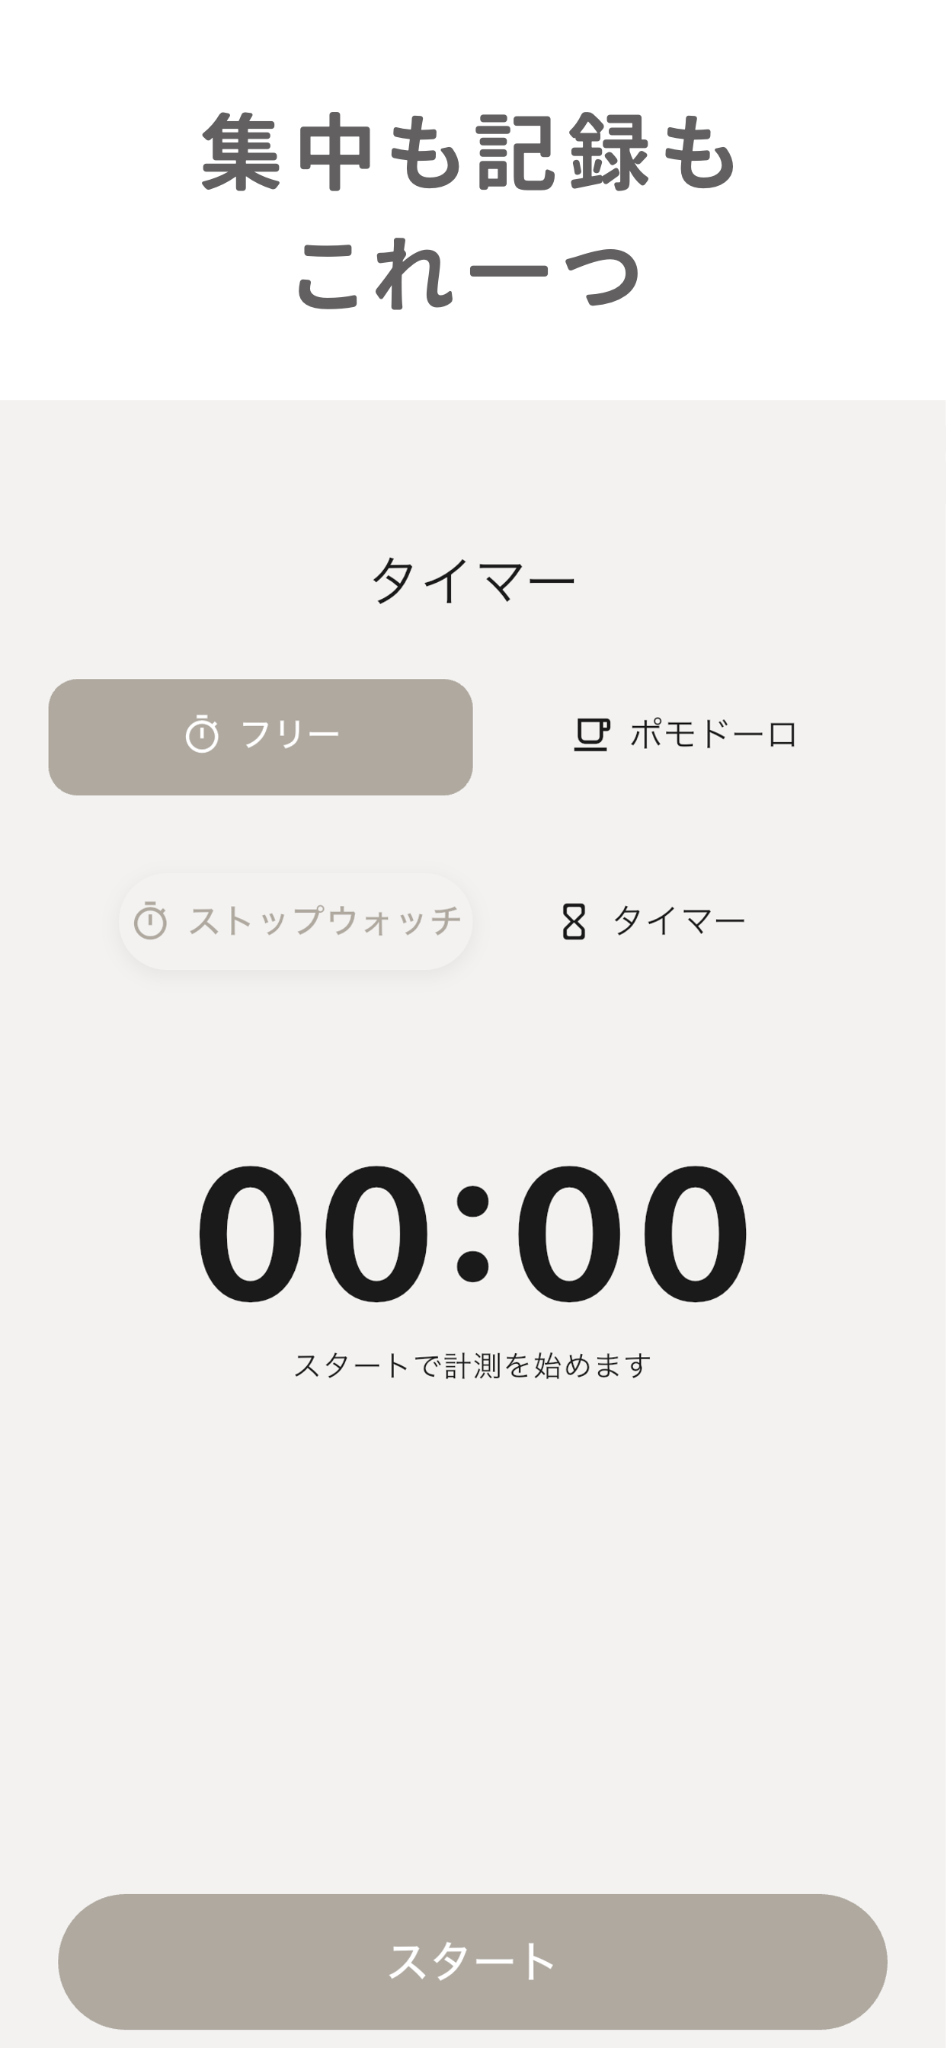 集中も記録も
これ一つ
タイマー
フリー
ポモドーロ
ストップウォッチ
タイマー
00:00
スタートで計測を始めます
スタート